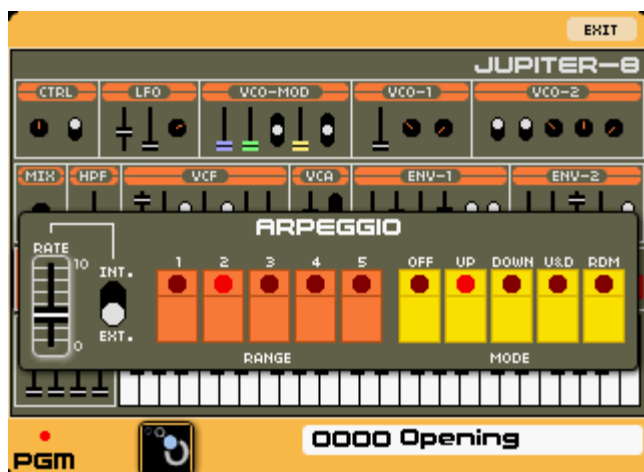 EXIT
JUPITER-8
CTRL LFO VCO-MOD VCO-1 VCO-2
MIX HPF VCF VCA ENV-1 ENV-2
ARPEGGIO
RATE
10
0
INT.
EXT.
1 2 3 4 5
RANGE
OFF UP DOWN U&D RDM
MODE
PGM
0000 Opening